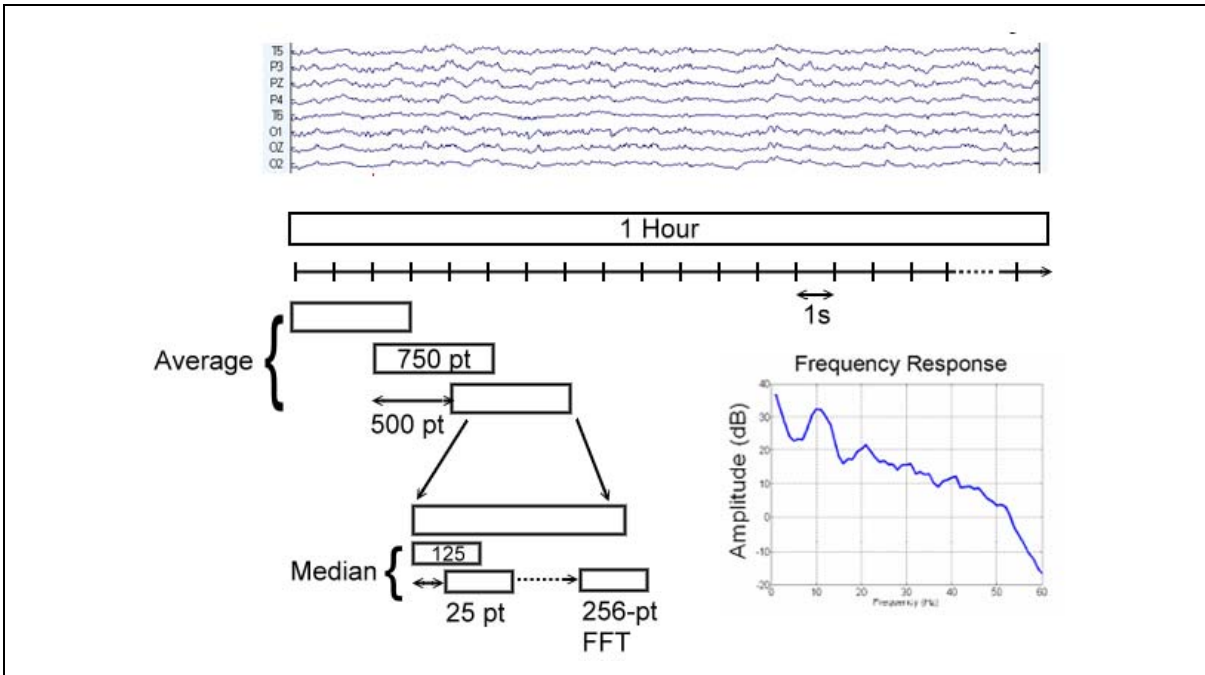 T5
P3
PZ
P4
T6
O1
OZ
O2
1 Hour
1s
Average
750 pt
500 pt
Median
125
25 pt
256-pt
FFT
Frequency Response
Amplitude (dB)
40
30
20
10
0
-10
-20
0 10 20 30 40 50 60
Frequency (Hz)